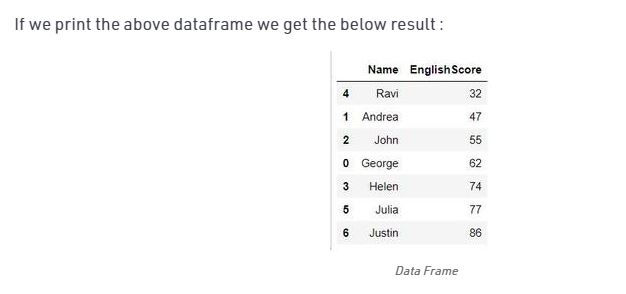 If we print the above dataframe we get the below result :
Name EnglishScore
4 Ravi 32
1 Andrea 47
2 John 55
0 George 62
3 Helen 74
5 Julia 77
6 Justin 86
Data Frame